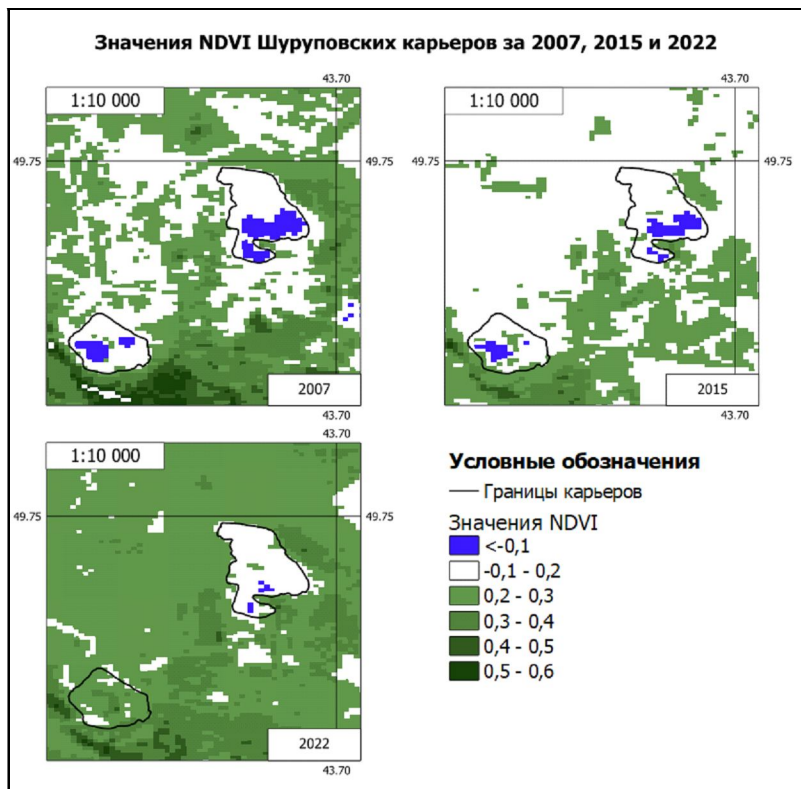 Значения NDVI Шуруповских карьеров за 2007, 2015 и 2022
43.70
43.70
1:10 000
1:10 000
49.75
49.75
49.75
49.75
2007
2015
43.70
43.70
43.70
1:10 000
49.75
49.75
2022
43.70
Условные обозначения
Границы карьеров
Значения NDVI
<-0,1
-0,1 - 0,2
0,2 - 0,3
0,3 - 0,4
0,4 - 0,5
0,5 - 0,6